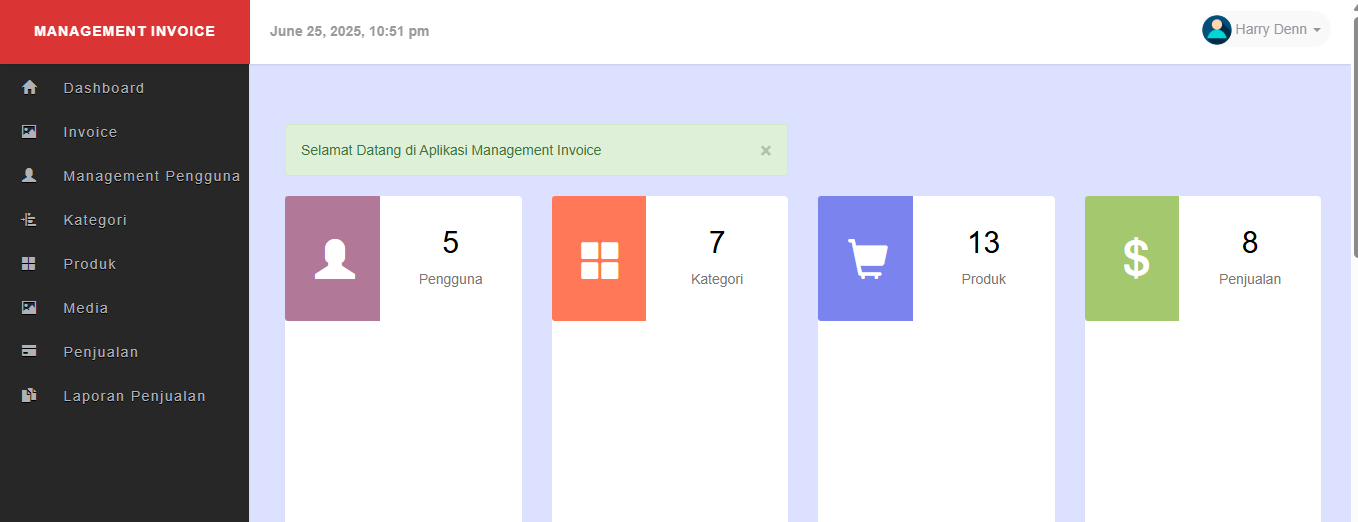 MANAGEMENT INVOICE
June 25, 2025, 10:51 pm
Harry Denn
Dashboard
Invoice
Management Pengguna
Kategori
Produk
Media
Penjualan
Laporan Penjualan
Selamat Datang di Aplikasi Management Invoice ×
5
Pengguna
7
Kategori
13
Produk
$
8
Penjualan